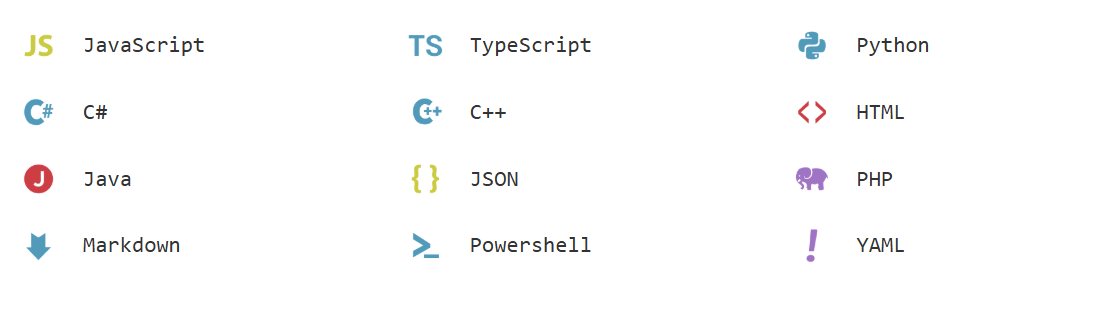 JS JavaScript TS TypeScript Python
C# C# C++ C++ HTML
J Java {} JSON PHP
Markdown >_ Powershell ! YAML